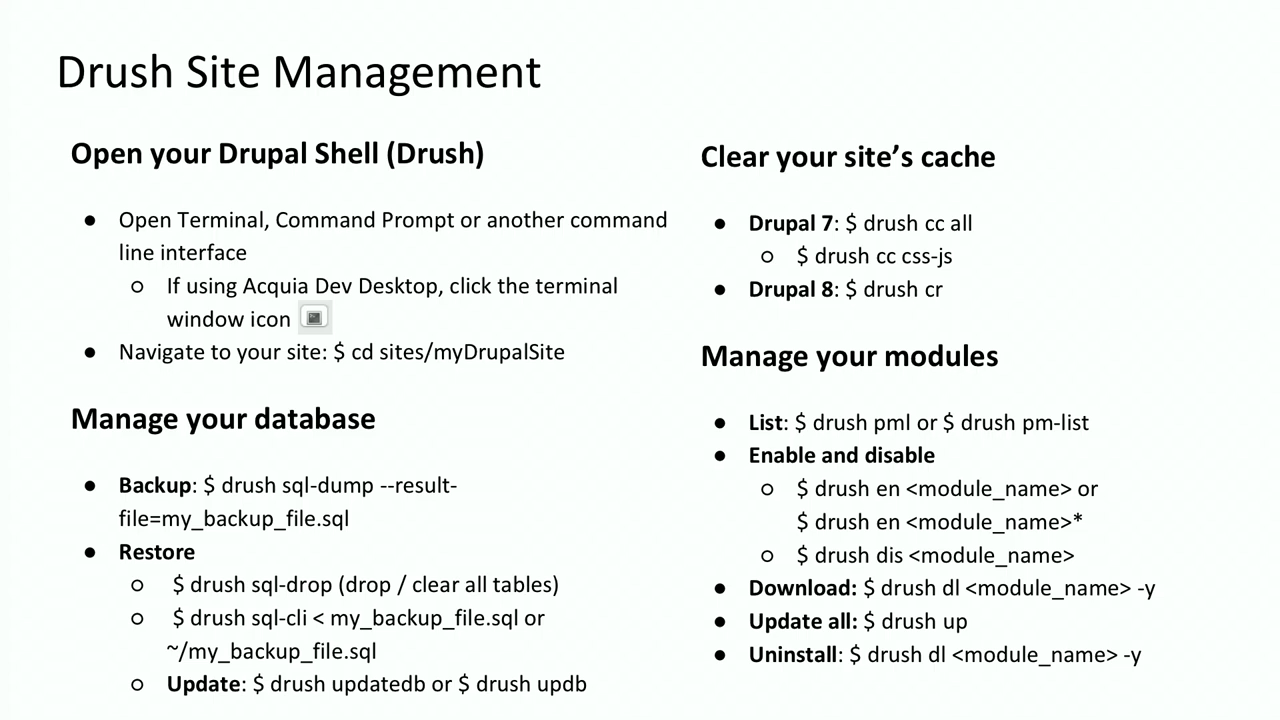 Drush Site Management
Open your Drupal Shell (Drush)
● Open Terminal, Command Prompt or another command
line interface
○ If using Acquia Dev Desktop, click the terminal
window icon
● Navigate to your site: $ cd sites/myDrupalSite
Manage your database
● Backup: $ drush sql-dump --result-
file=my_backup_file.sql
● Restore
○ $ drush sql-drop (drop / clear all tables)
○ $ drush sql-cli < my_backup_file.sql or
~/my_backup_file.sql
○ Update: $ drush updatedb or $ drush updb
Clear your site’s cache
● Drupal 7: $ drush cc all
○ $ drush cc css-js
● Drupal 8: $ drush cr
Manage your modules
● List: $ drush pml or $ drush pm-list
● Enable and disable
○ $ drush en <module_name> or
$ drush en <module_name>*
○ $ drush dis <module_name>
● Download: $ drush dl <module_name> -y
● Update all: $ drush up
● Uninstall: $ drush dl <module_name> -y